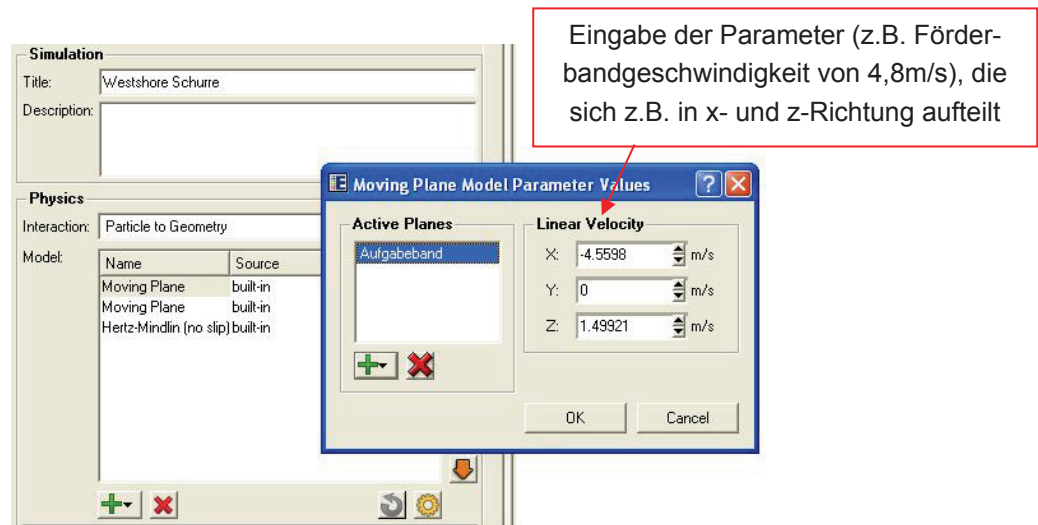 Eingabe der Parameter (z.B. Förder-
bandgeschwindigkeit von 4,8m/s), die
sich z.B. in x- und z-Richtung aufteilt
Simulation
Title: Westshore Schurre
Description:
Physics
Interaction: Particle to Geometry
Model:
Name Source
Moving Plane built-in
Moving Plane built-in
Hertz-Mindlin (no slip) built-in
Moving Plane Model Parameter Values
Active Planes
Aufgabeband
Linear Velocity
X: -4.5598 m/s
Y: 0 m/s
Z: 1.49921 m/s
OK Cancel